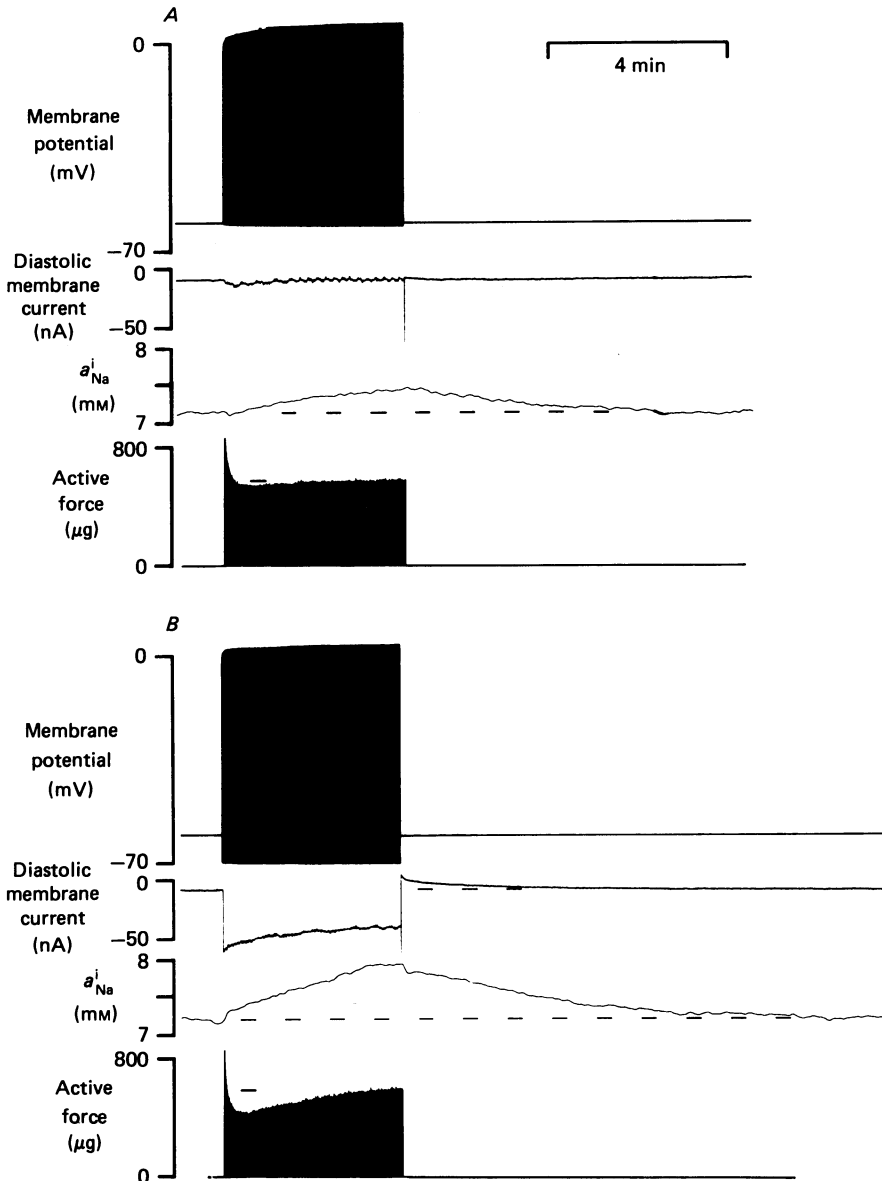 A
0
4 min
Membrane
potential
(mV)
−70
Diastolic
membrane
current
(nA)
0
−50
8
a^i_Na
(mM)
7
800
Active
force
(μg)
0
B
0
Membrane
potential
(mV)
−70
Diastolic
membrane
current
(nA)
0
−50
8
a^i_Na
(mM)
7
800
Active
force
(μg)
0